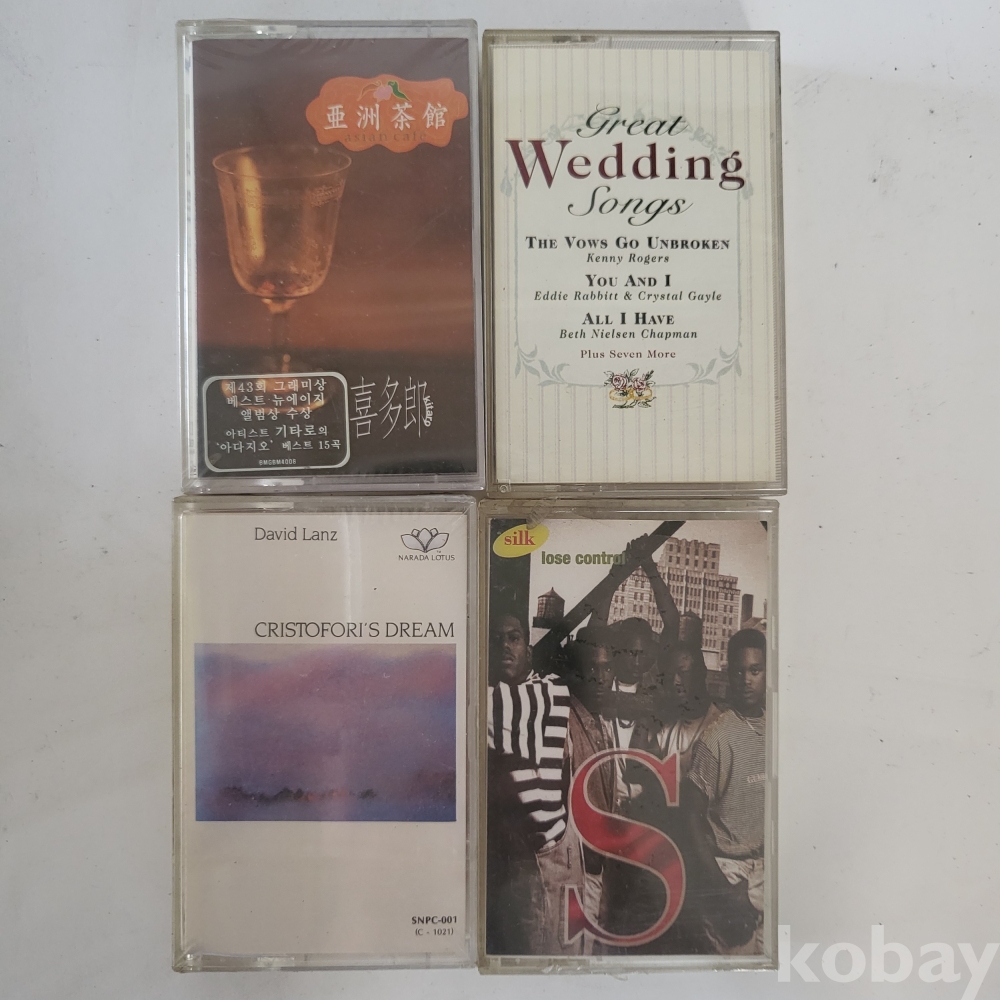 亜洲茶館
asian café
제43회 그래미상
베스트 뉴에이지
앨범상 수상
아티스트 기타로의
'아다지오' 베스트 15곡
BMGBM4009
喜多郎
kitaro
Great
Wedding
Songs
THE VOWS GO UNBROKEN
Kenny Rogers
YOU AND I
Eddie Rabbitt & Crystal Gayle
ALL I HAVE
Beth Nielsen Chapman
Plus Seven More
David Lanz
NARADA LOTUS
CRISTOFORI'S DREAM
SNPC-001
(C - 1021)
silk
lose control
S
kobay